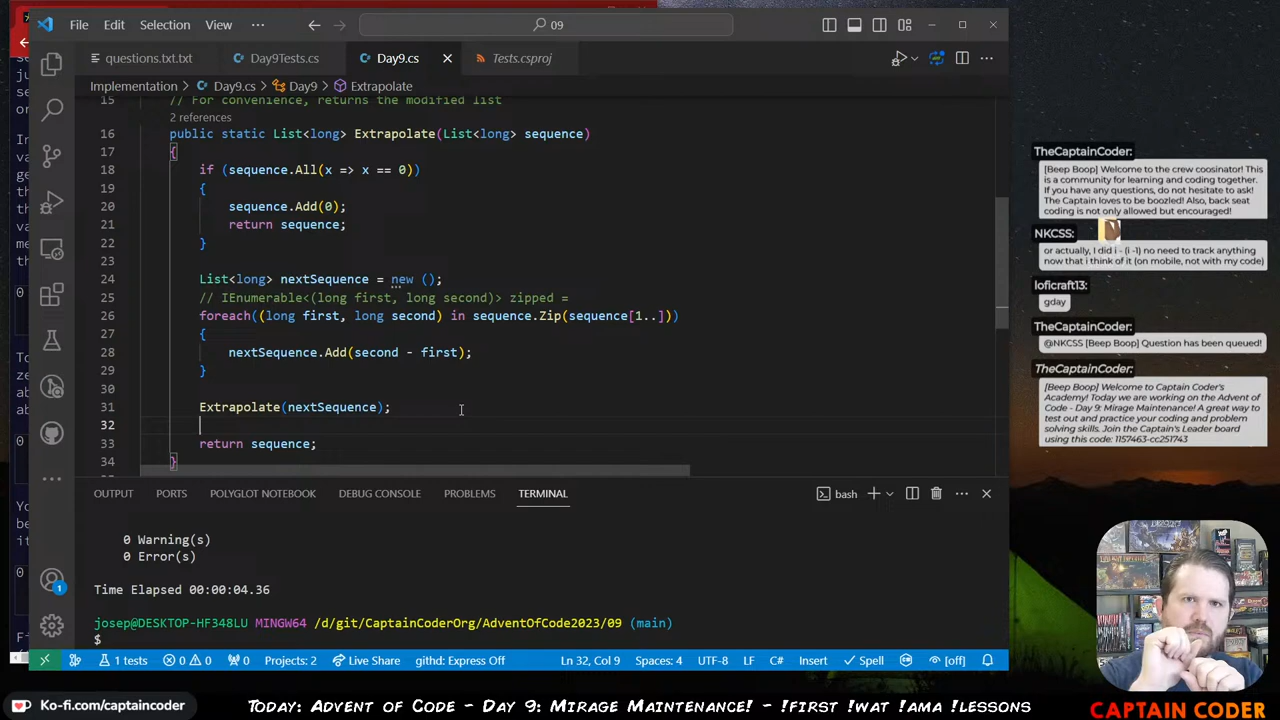 File Edit Selection View ··· 09
questions.txt.txt Day9Tests.cs Day9.cs Tests.csproj
Implementation > Day9.cs > Day9 > Extrapolate
15 // For convenience, returns the modified list
2 references
16 public static List<long> Extrapolate(List<long> sequence)
17 {
18 if (sequence.All(x => x == 0))
19 {
20 sequence.Add(0);
21 return sequence;
22 }
23
24 List<long> nextSequence = new ();
25 // IEnumerable<(long first, long second)> zipped =
26 foreach((long first, long second) in sequence.Zip(sequence[1..]))
27 {
28 nextSequence.Add(second - first);
29 }
30
31 Extrapolate(nextSequence);
32
33 return sequence;
34 }
OUTPUT PORTS POLYGLOT NOTEBOOK DEBUG CONSOLE PROBLEMS TERMINAL bash
0 Warning(s)
0 Error(s)
Time Elapsed 00:00:04.36
josep@DESKTOP-HF348LU MINGW64 /d/git/CaptainCoderOrg/AdventOfCode2023/09 (main)
$
1 tests 0 0 0 Projects: 2 Live Share githd: Express Off Ln 32, Col 9 Spaces: 4 UTF-8 LF C# Insert Spell [off]
TheCaptainCoder:
[Beep Boop] Welcome to the crew coosinator! This
is a community for learning and coding together.
If you have any questions, do not hesitate to ask!
The Captain loves to be boozled! Also, back seat
coding is not only allowed but encouraged!
NKCSS:
or actually, I did i - (i -1) no need to track anything
now that i think of it (on mobile, not with my code)
loficraft13:
gday
TheCaptainCoder:
@NKCSS [Beep Boop] Question has been queued!
TheCaptainCoder:
[Beep Boop] Welcome to Captain Coder's
Academy! Today we are working on the Advent of
Code - Day 9: Mirage Maintenance! A great way to
test out and practice your coding and problem
solving skills. Join the Captain's Leader board
using this code: 1157463-cc251743
Ko-fi.com/captaincoder
Today: Advent of Code - Day 9: Mirage Maintenance! - !first !wat !ama !lessons
CAPTAIN CODER